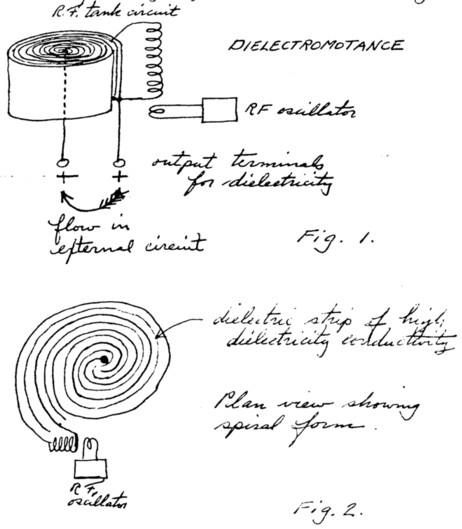 R.F. tank circuit
DIELECTROMOTANCE
RF oscillator
output terminals
for dielectricity
+ +
flow in
external circuit
Fig. 1.
dielectric strip of high
dielectricity conductivity
Plan view showing
spiral form.
R.F.
oscillator
Fig. 2.